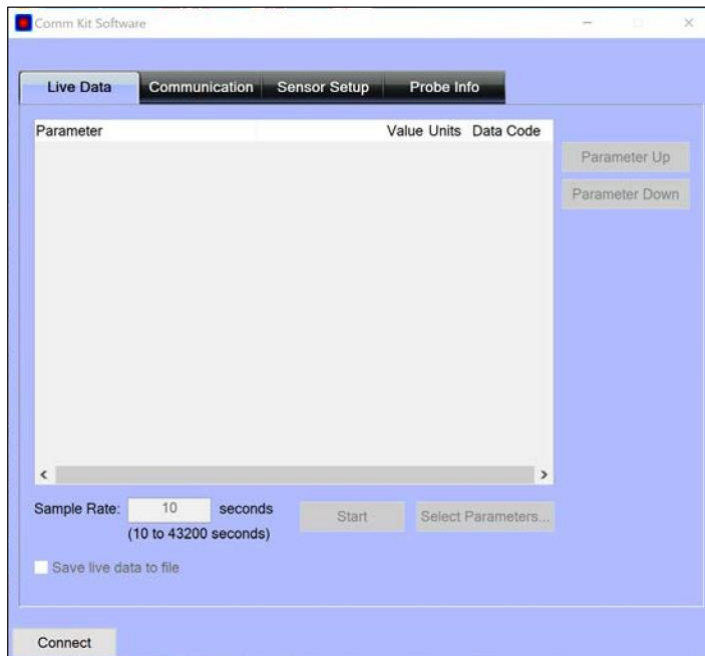 Comm Kit Software
Live Data Communication Sensor Setup Probe Info
Parameter Value Units Data Code
Parameter Up
Parameter Down
Sample Rate: 10 seconds
(10 to 43200 seconds)
Start
Select Parameters...
Save live data to file
Connect